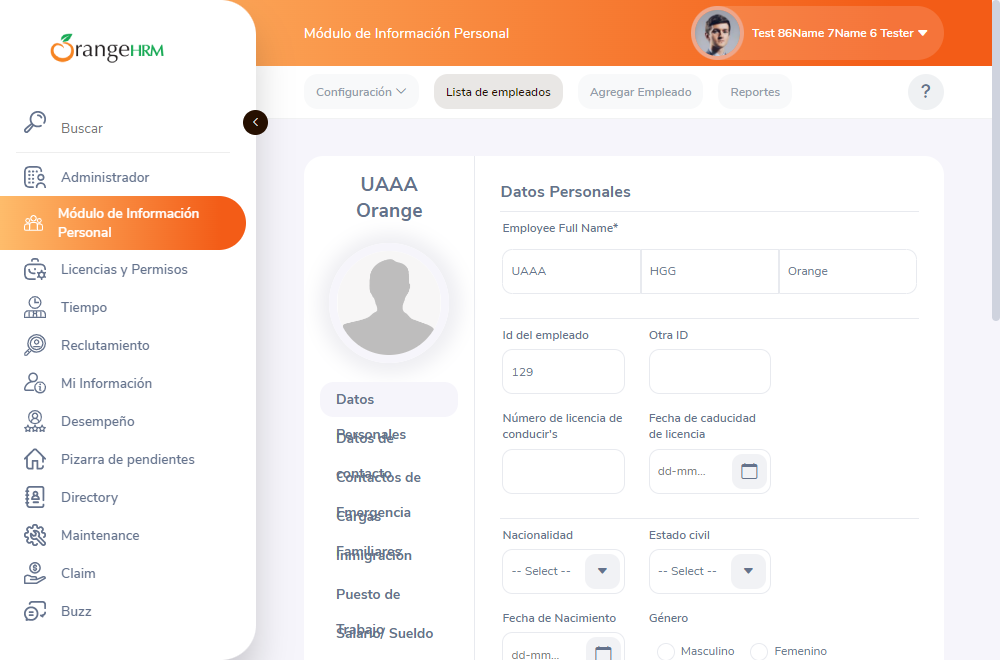 OrangeHRM
Buscar
Administrador
Módulo de Información
Personal
Licencias y Permisos
Tiempo
Reclutamiento
Mi Información
Desempeño
Pizarra de pendientes
Directory
Maintenance
Claim
Buzz
Módulo de Información Personal
Test 86Name 7Name 6 Tester
Configuración
Lista de empleados
Agregar Empleado
Reportes
?
UAAA
Orange
Datos
Personales
Datos de
contacto
Contactos de
Emergencia
Cargas
Familiares
Inmigración
Puesto de
Trabajo
Salario/ Sueldo
Datos Personales
Employee Full Name*
UAAA
HGG
Orange
Id del empleado
Otra ID
129
Número de licencia de
conducir's
Fecha de caducidad
de licencia
dd-mm...
Nacionalidad
Estado civil
-- Select --
-- Select --
Fecha de Nacimiento
Género
dd-mm...
Masculino
Femenino